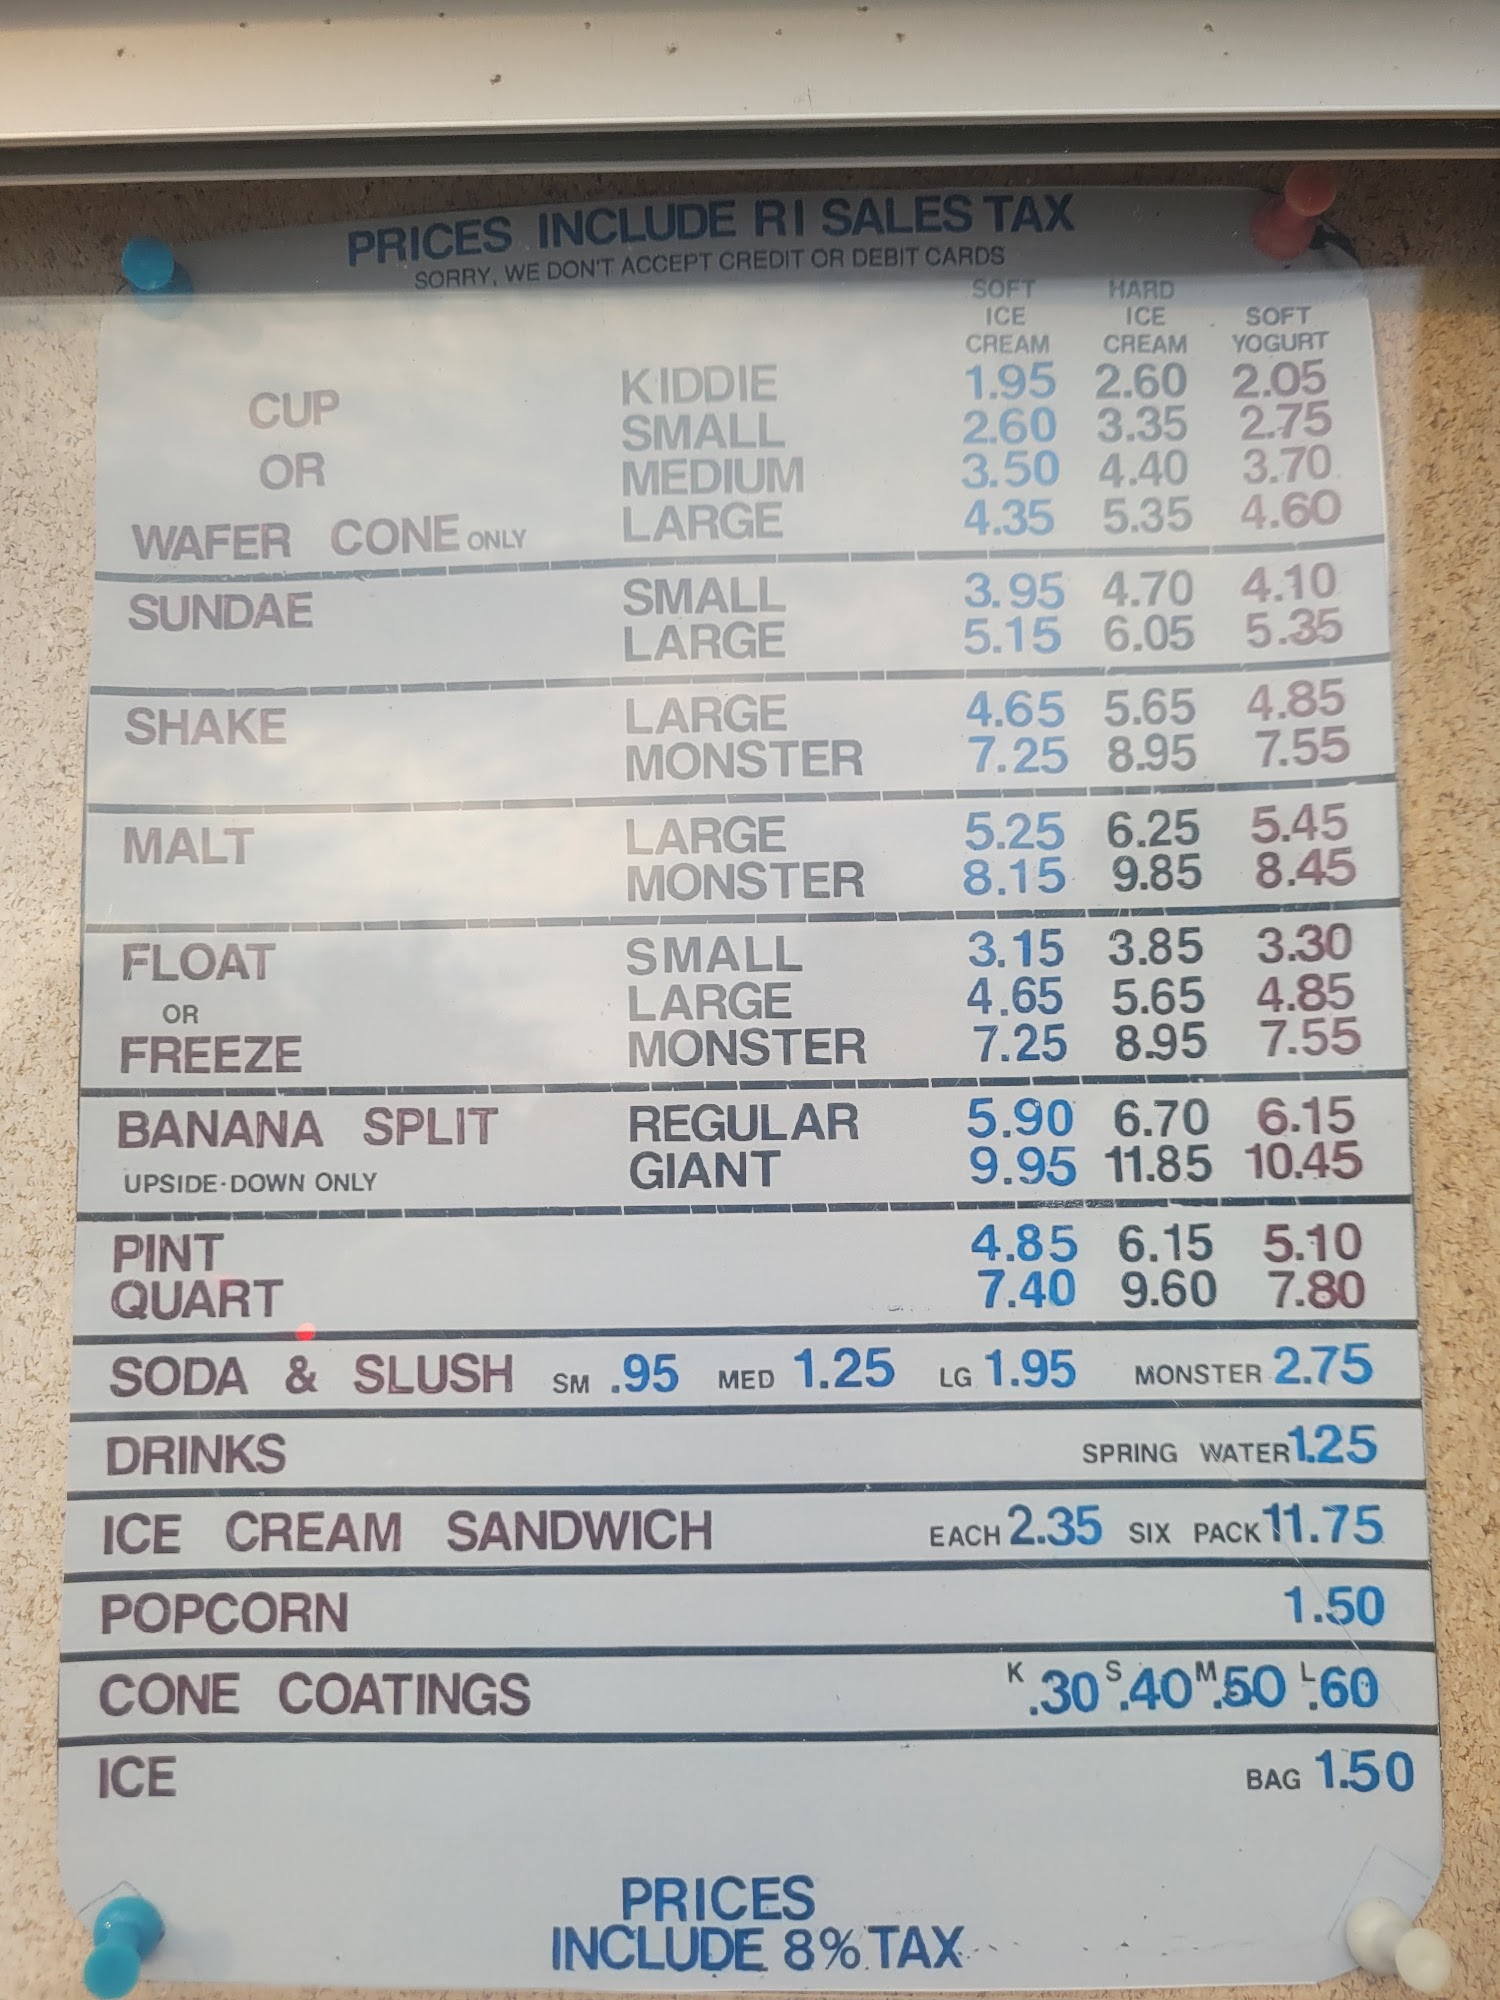 PRICES INCLUDE RI SALES TAX
SORRY, WE DON'T ACCEPT CREDIT OR DEBIT CARDS
SOFT ICE CREAM HARD ICE CREAM SOFT YOGURT
CUP OR WAFER CONE ONLY
KIDDIE 1.95 2.60 2.05
SMALL 2.60 3.35 2.75
MEDIUM 3.50 4.40 3.70
LARGE 4.35 5.35 4.60
SUNDAE SMALL 3.95 4.70 4.10
LARGE 5.15 6.05 5.35
SHAKE LARGE 4.65 5.65 4.85
MONSTER 7.25 8.95 7.55
MALT LARGE 5.25 6.25 5.45
MONSTER 8.15 9.85 8.45
FLOAT SMALL 3.15 3.85 3.30
OR LARGE 4.65 5.65 4.85
FREEZE MONSTER 7.25 8.95 7.55
BANANA SPLIT REGULAR 5.90 6.70 6.15
UPSIDE-DOWN ONLY GIANT 9.95 11.85 10.45
PINT 4.85 6.15 5.10
QUART 7.40 9.60 7.80
SODA & SLUSH SM .95 MED 1.25 LG 1.95 MONSTER 2.75
DRINKS SPRING WATER 1.25
ICE CREAM SANDWICH EACH 2.35 SIX PACK 11.75
POPCORN 1.50
CONE COATINGS K .30 S .40 M .50 L .60
ICE BAG 1.50
PRICES
INCLUDE 8% TAX